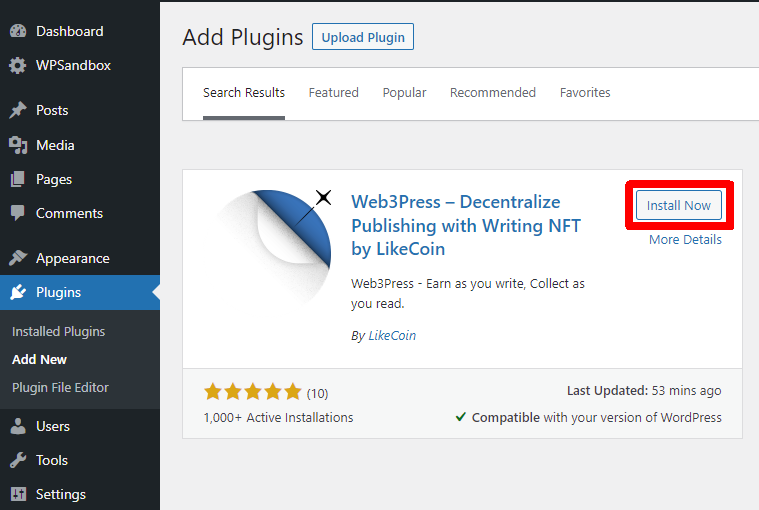 Dashboard
WPSandbox
Posts
Media
Pages
Comments
Appearance
Plugins
Installed Plugins
Add New
Plugin File Editor
Users
Tools
Settings
Add Plugins
Upload Plugin
Search Results Featured Popular Recommended Favorites
Web3Press – Decentralize
Publishing with Writing NFT
by LikeCoin
Install Now
More Details
Web3Press - Earn as you write, Collect as
you read.
By LikeCoin
(10)
1,000+ Active Installations
Last Updated: 53 mins ago
Compatible with your version of WordPress